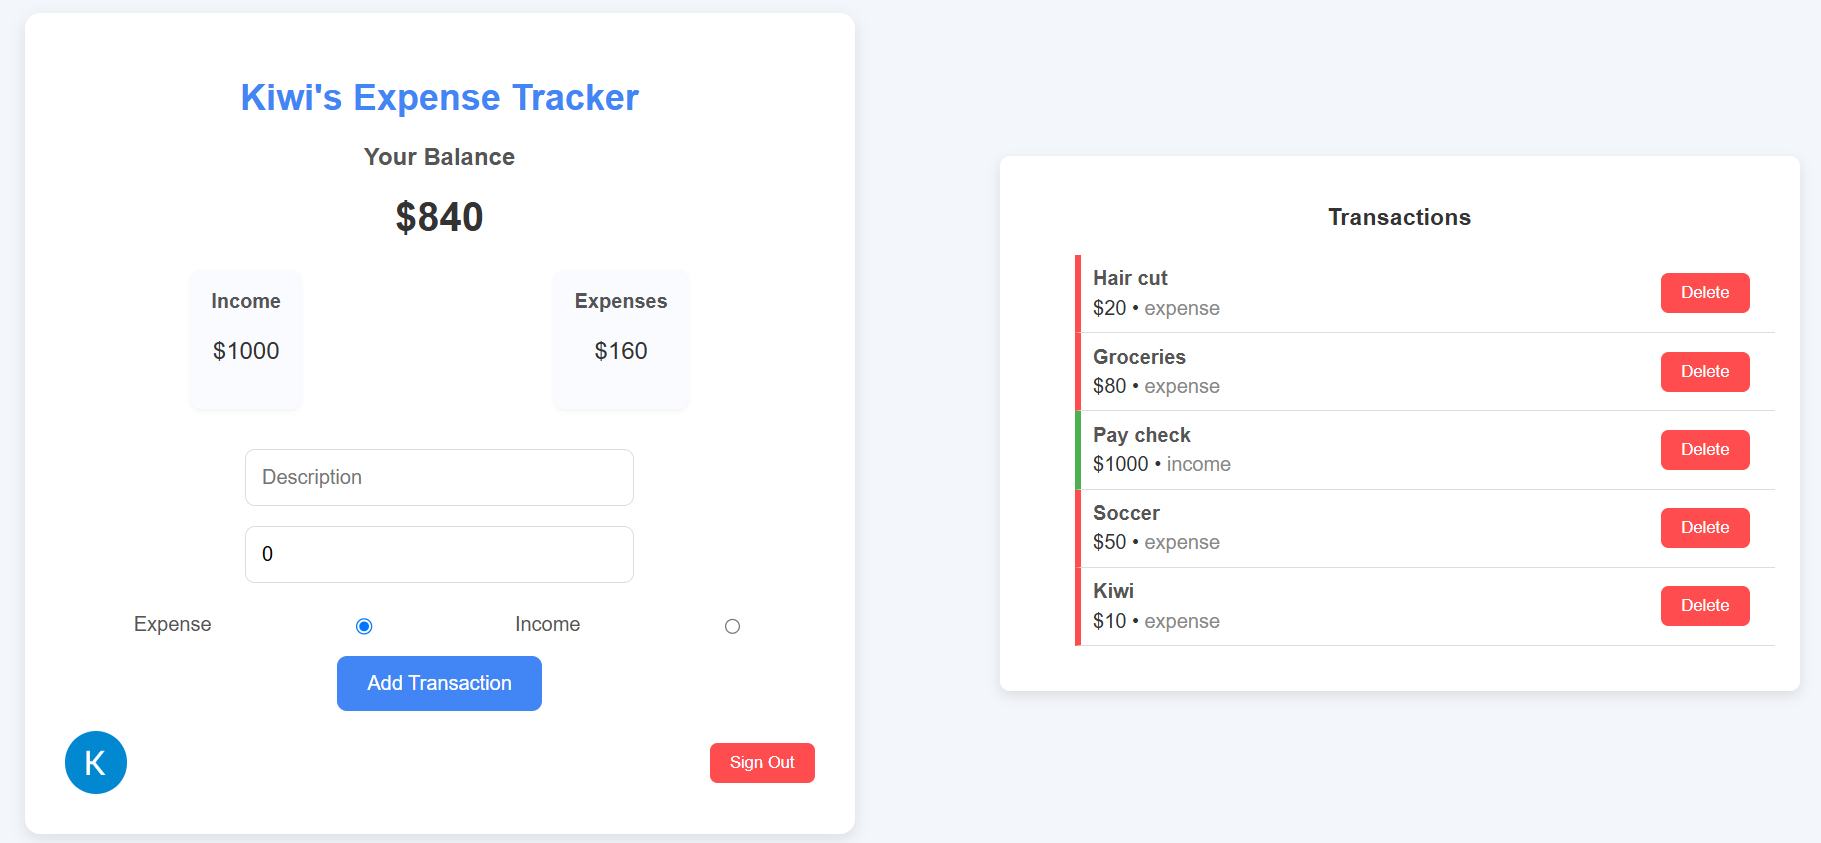 Kiwi's Expense Tracker
Your Balance
$840
Income
$1000
Expenses
$160
Description
0
Expense
Income
Add Transaction
K
Sign Out
Transactions
Hair cut
$20 • expense
Delete
Groceries
$80 • expense
Delete
Pay check
$1000 • income
Delete
Soccer
$50 • expense
Delete
Kiwi
$10 • expense
Delete